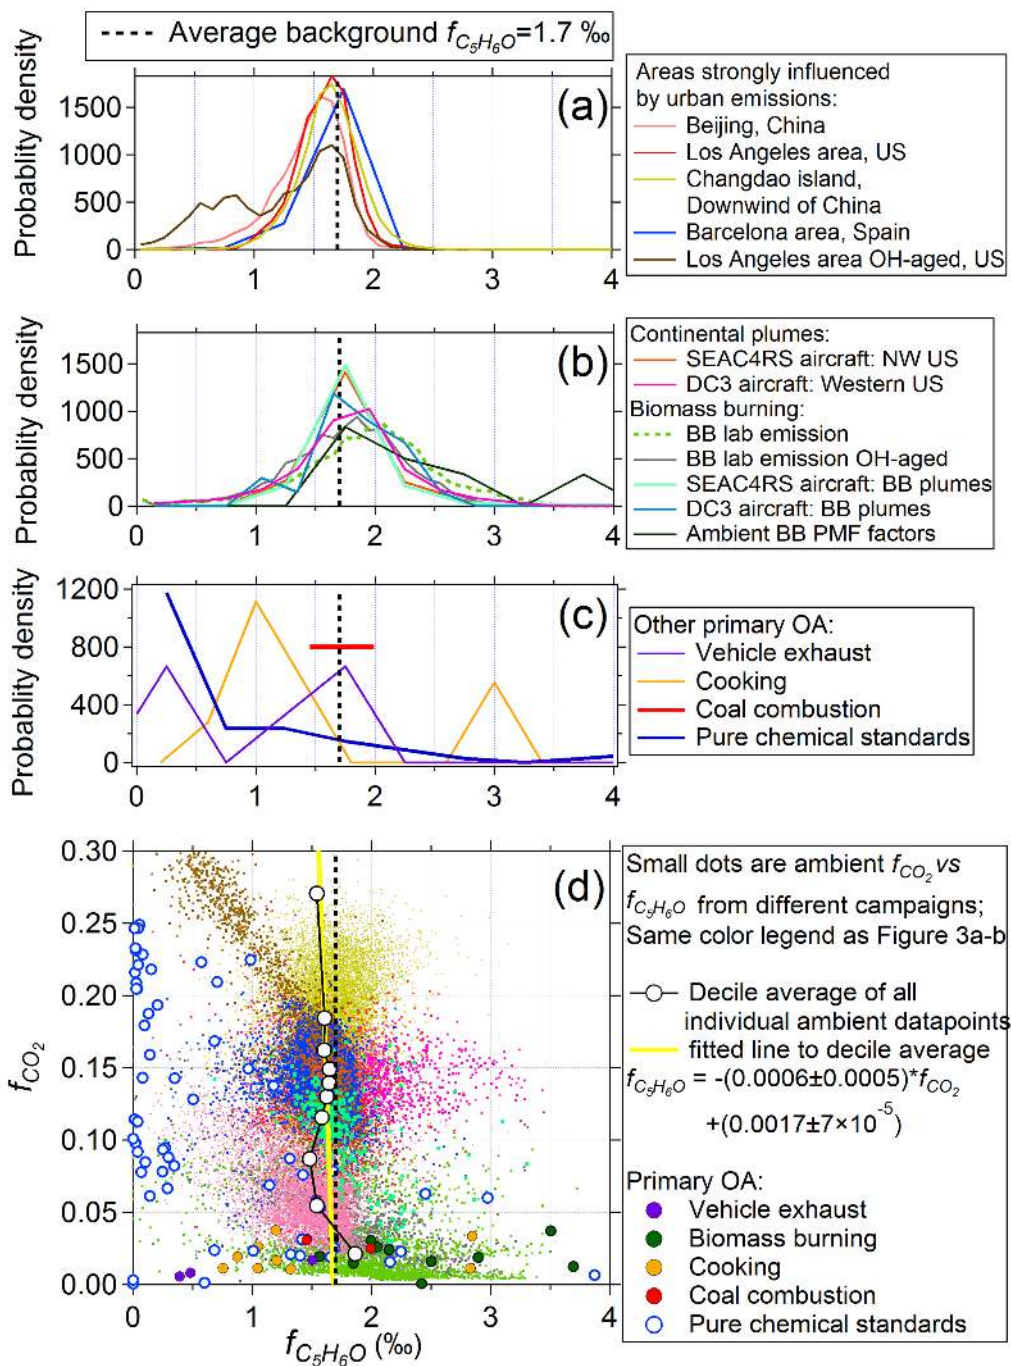 Average background f_C5H6O=1.7 ‰
Probablity density
1500
1000
500
0
(a)
0 1 2 3 4
Areas strongly influenced
by urban emissions:
Beijing, China
Los Angeles area, US
Changdao island,
Downwind of China
Barcelona area, Spain
Los Angeles area OH-aged, US
Probablity density
1500
1000
500
0
(b)
0 1 2 3 4
Continental plumes:
SEAC4RS aircraft: NW US
DC3 aircraft: Western US
Biomass burning:
BB lab emission
BB lab emission OH-aged
SEAC4RS aircraft: BB plumes
DC3 aircraft: BB plumes
Ambient BB PMF factors
Probablity density
1200
800
400
0
(c)
0 1 2 3 4
Other primary OA:
Vehicle exhaust
Cooking
Coal combustion
Pure chemical standards
f_CO2
0.30
0.25
0.20
0.15
0.10
0.05
0.00
(d)
0 1 2 3 4
f_C5H6O (‰)
Small dots are ambient f_CO2 vs
f_C5H6O from different campaigns;
Same color legend as Figure 3a-b
Decile average of all
individual ambient datapoints
fitted line to decile average
f_C5H6O = -(0.0006±0.0005)*f_CO2
+(0.0017±7×10^-5)
Primary OA:
Vehicle exhaust
Biomass burning
Cooking
Coal combustion
Pure chemical standards